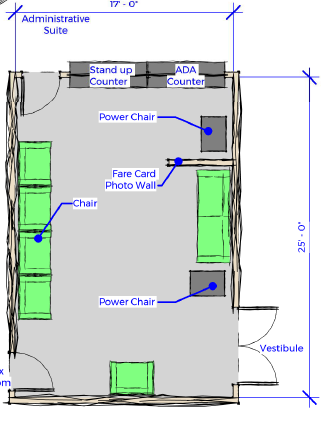 17' - 0"
Administrative
Suite
Stand up
Counter
ADA
Counter
Power Chair
Fare Card
Photo Wall
Chair
25' - 0"
Power Chair
Vestibule
x
om